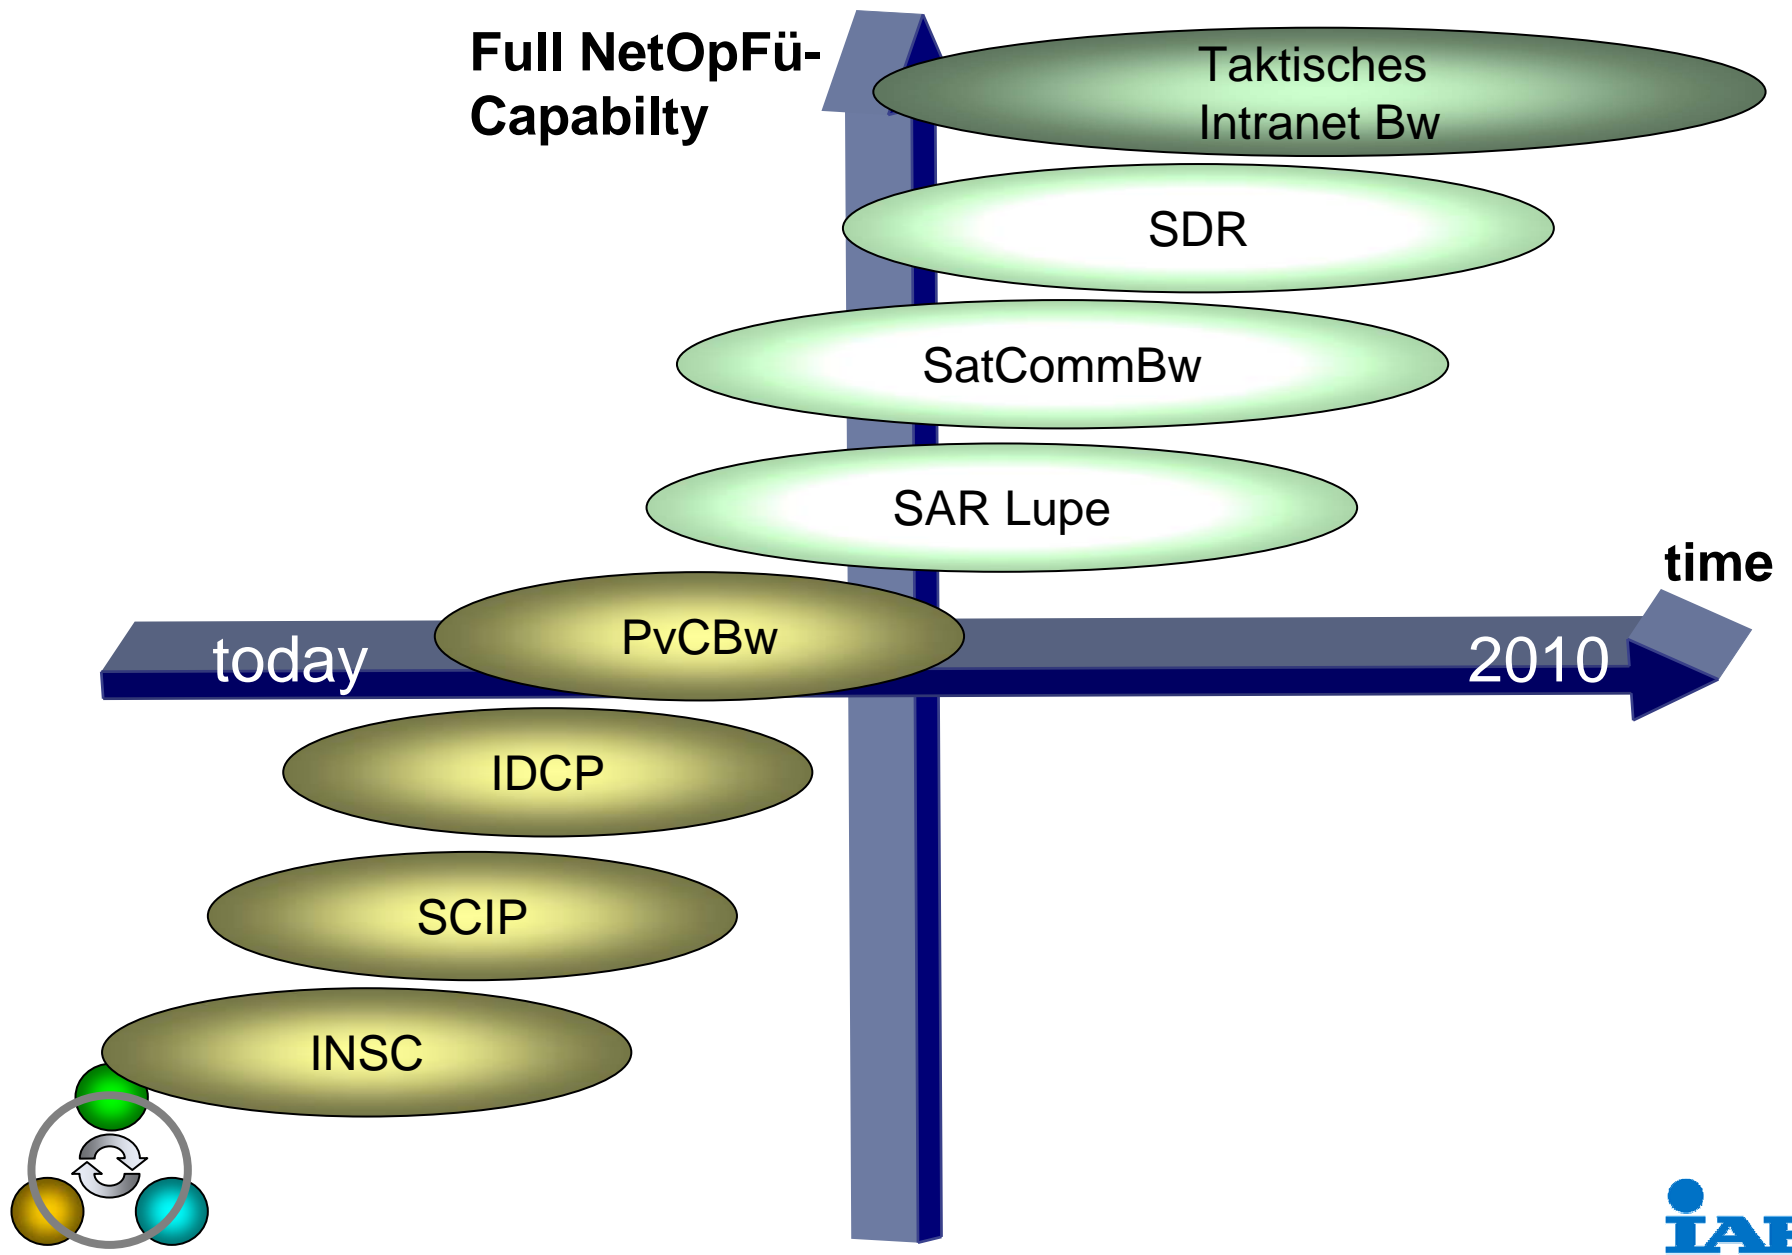 Full NetOpFü-
Capabilty
Taktisches
Intranet Bw
SDR
SatCommBw
SAR Lupe
time
today
PvCBw
2010
IDCP
SCIP
INSC